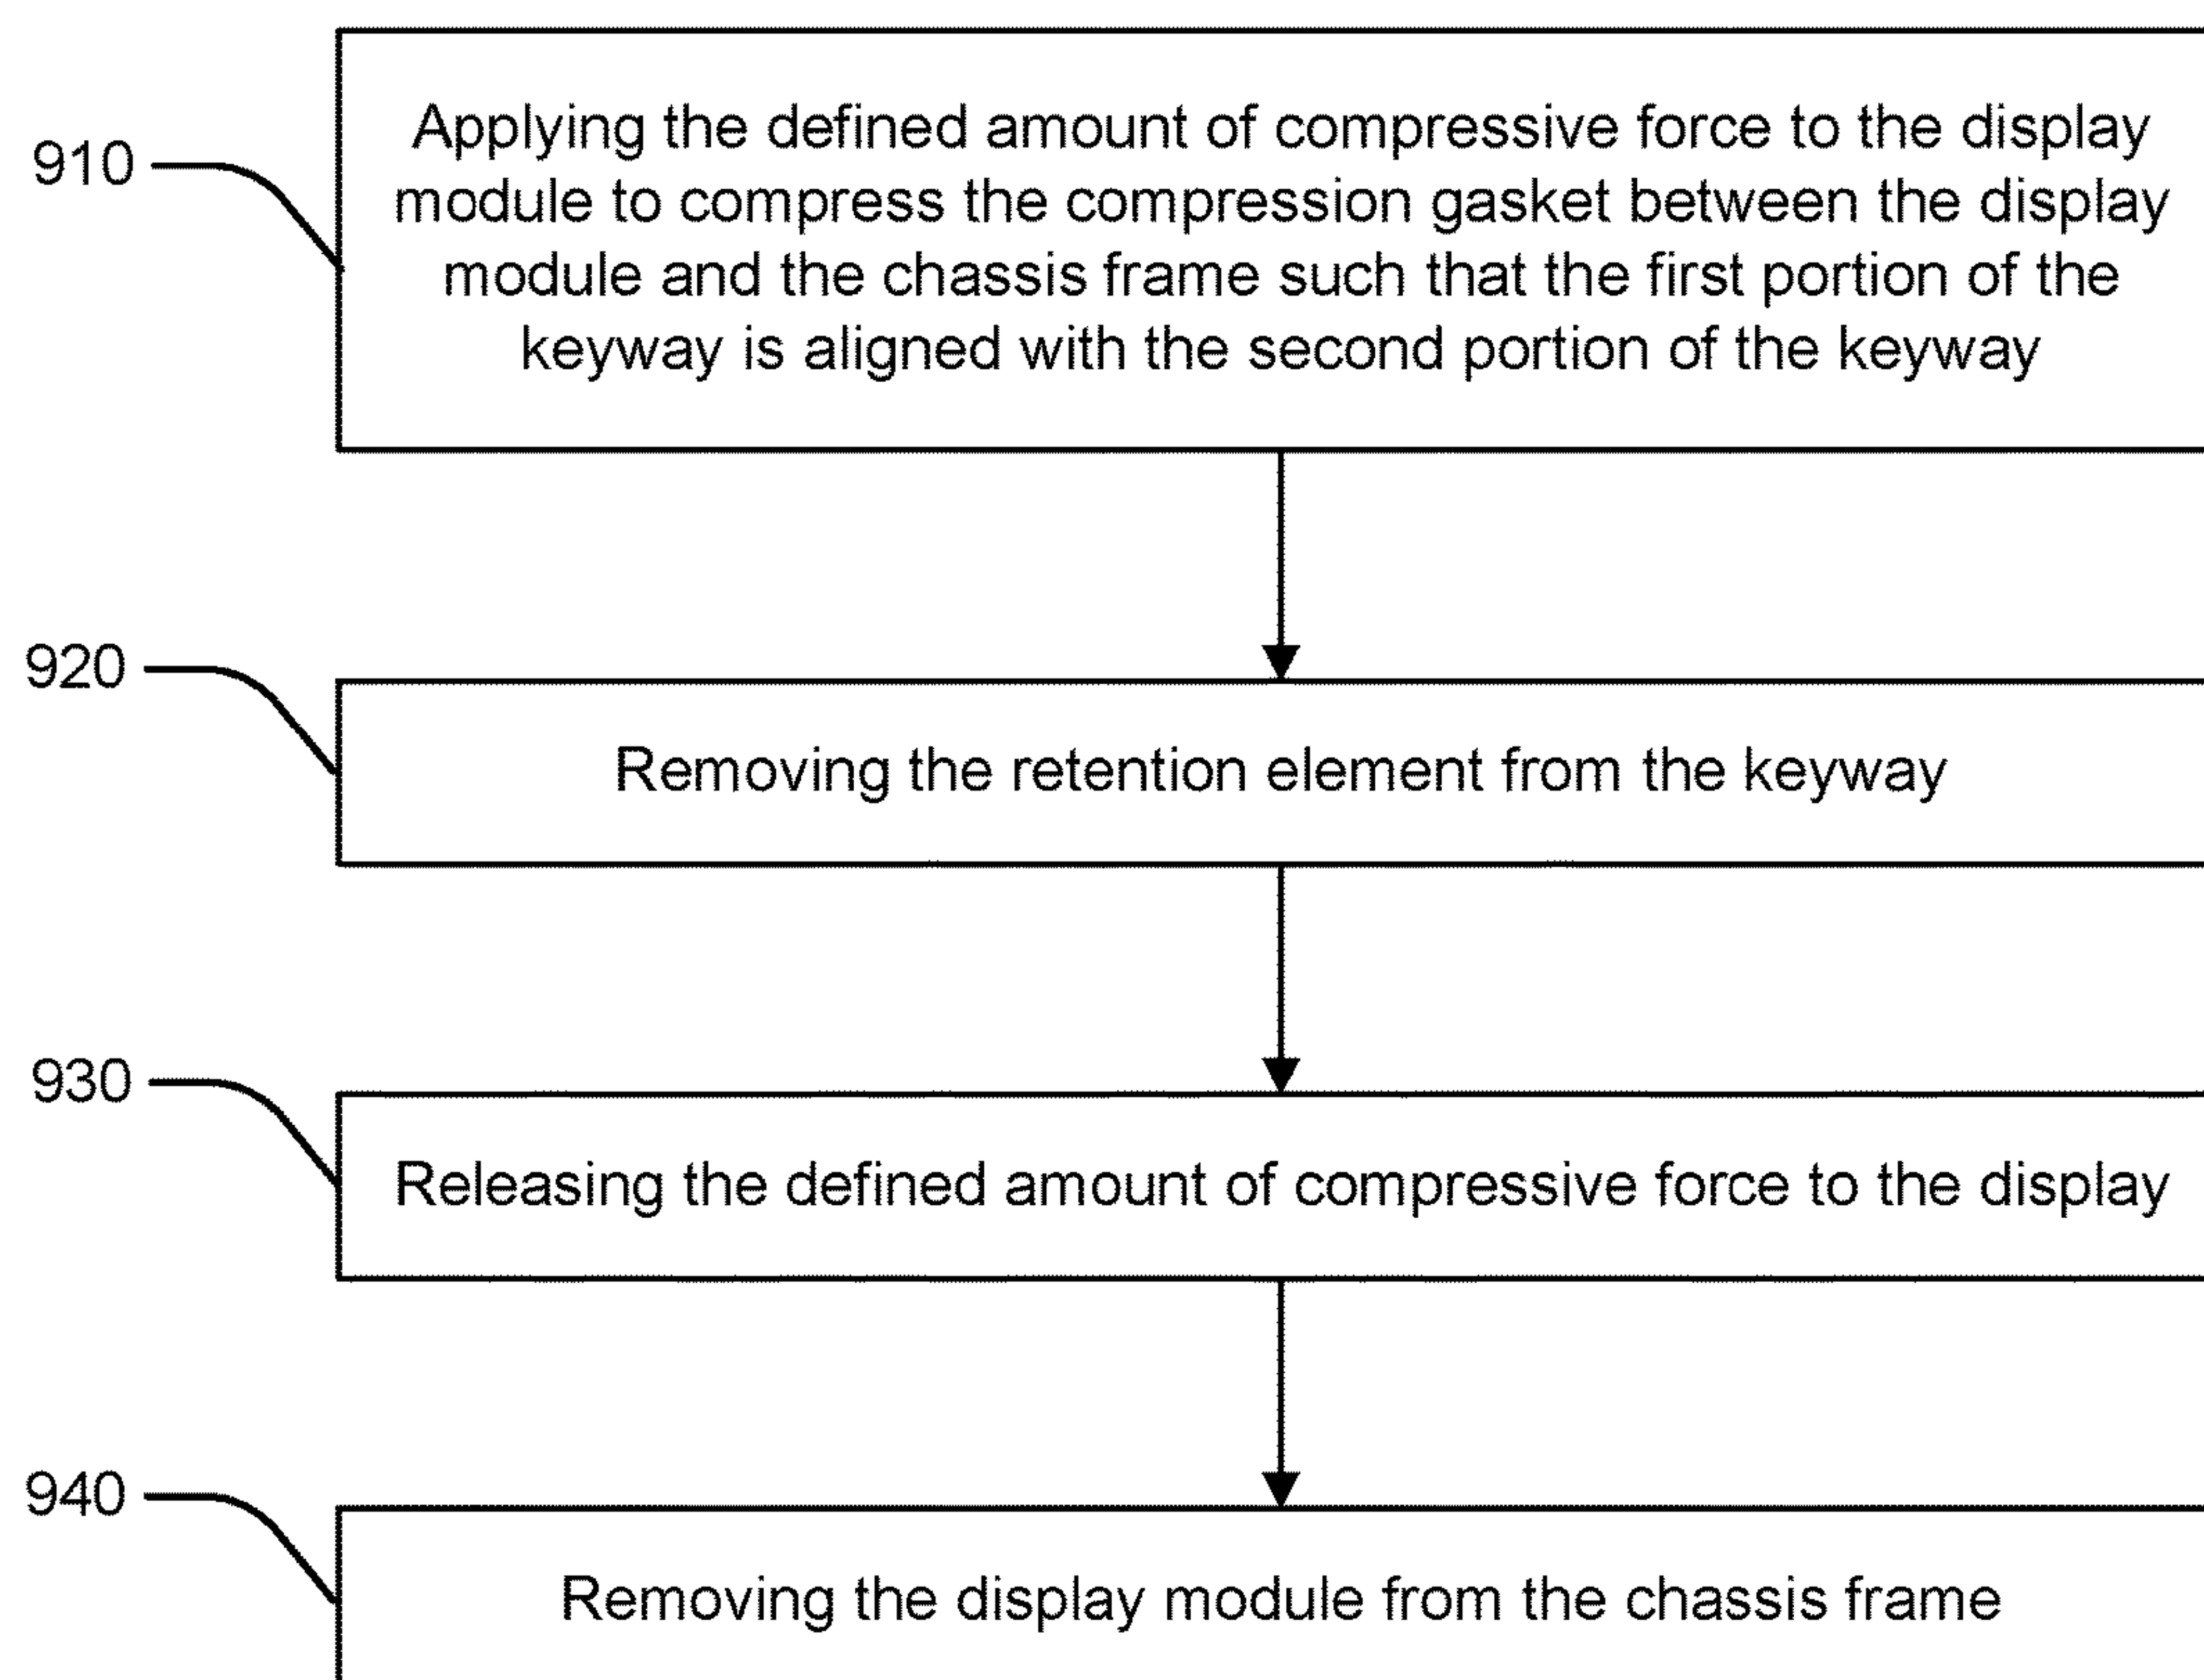 910
Applying the defined amount of compressive force to the display
module to compress the compression gasket between the display
module and the chassis frame such that the first portion of the
keyway is aligned with the second portion of the keyway
920
Removing the retention element from the keyway
930
Releasing the defined amount of compressive force to the display
940
Removing the display module from the chassis frame